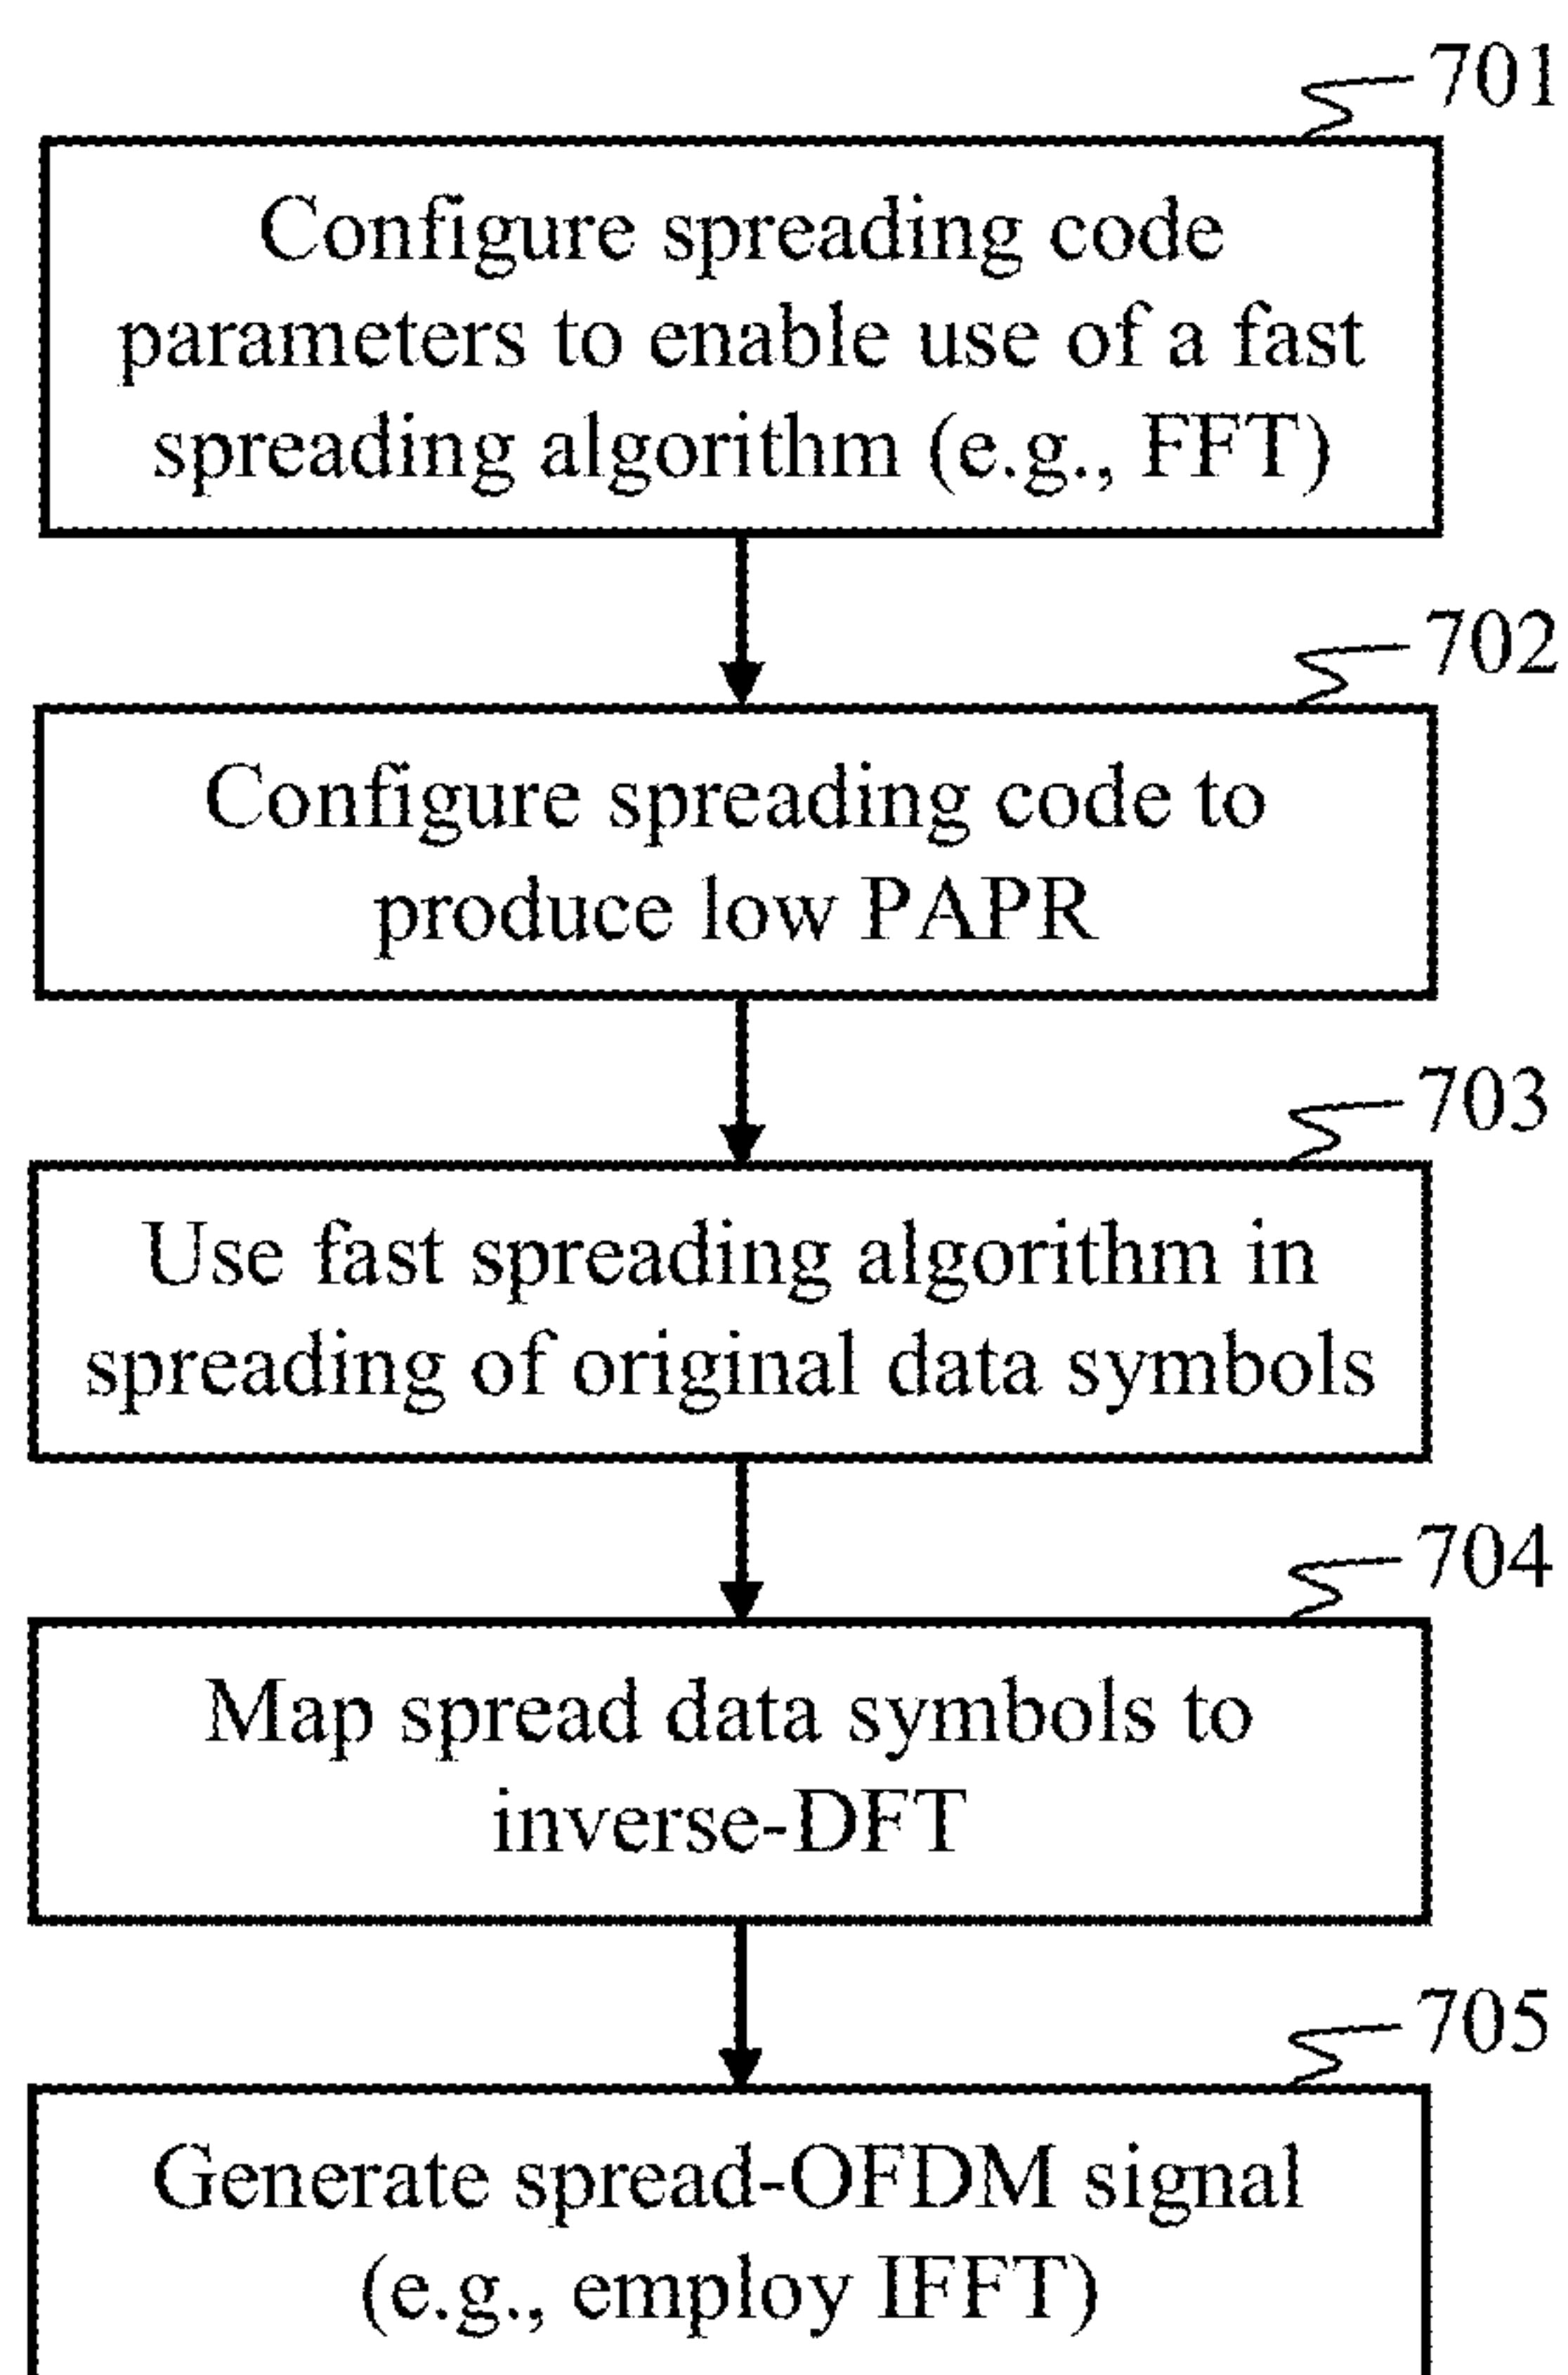 701
Configure spreading code
parameters to enable use of a fast
spreading algorithm (e.g., FFT)
702
Configure spreading code to
produce low PAPR
703
Use fast spreading algorithm in
spreading of original data symbols
704
Map spread data symbols to
inverse-DFT
705
Generate spread-OFDM signal
(e.g., employ IFFT)